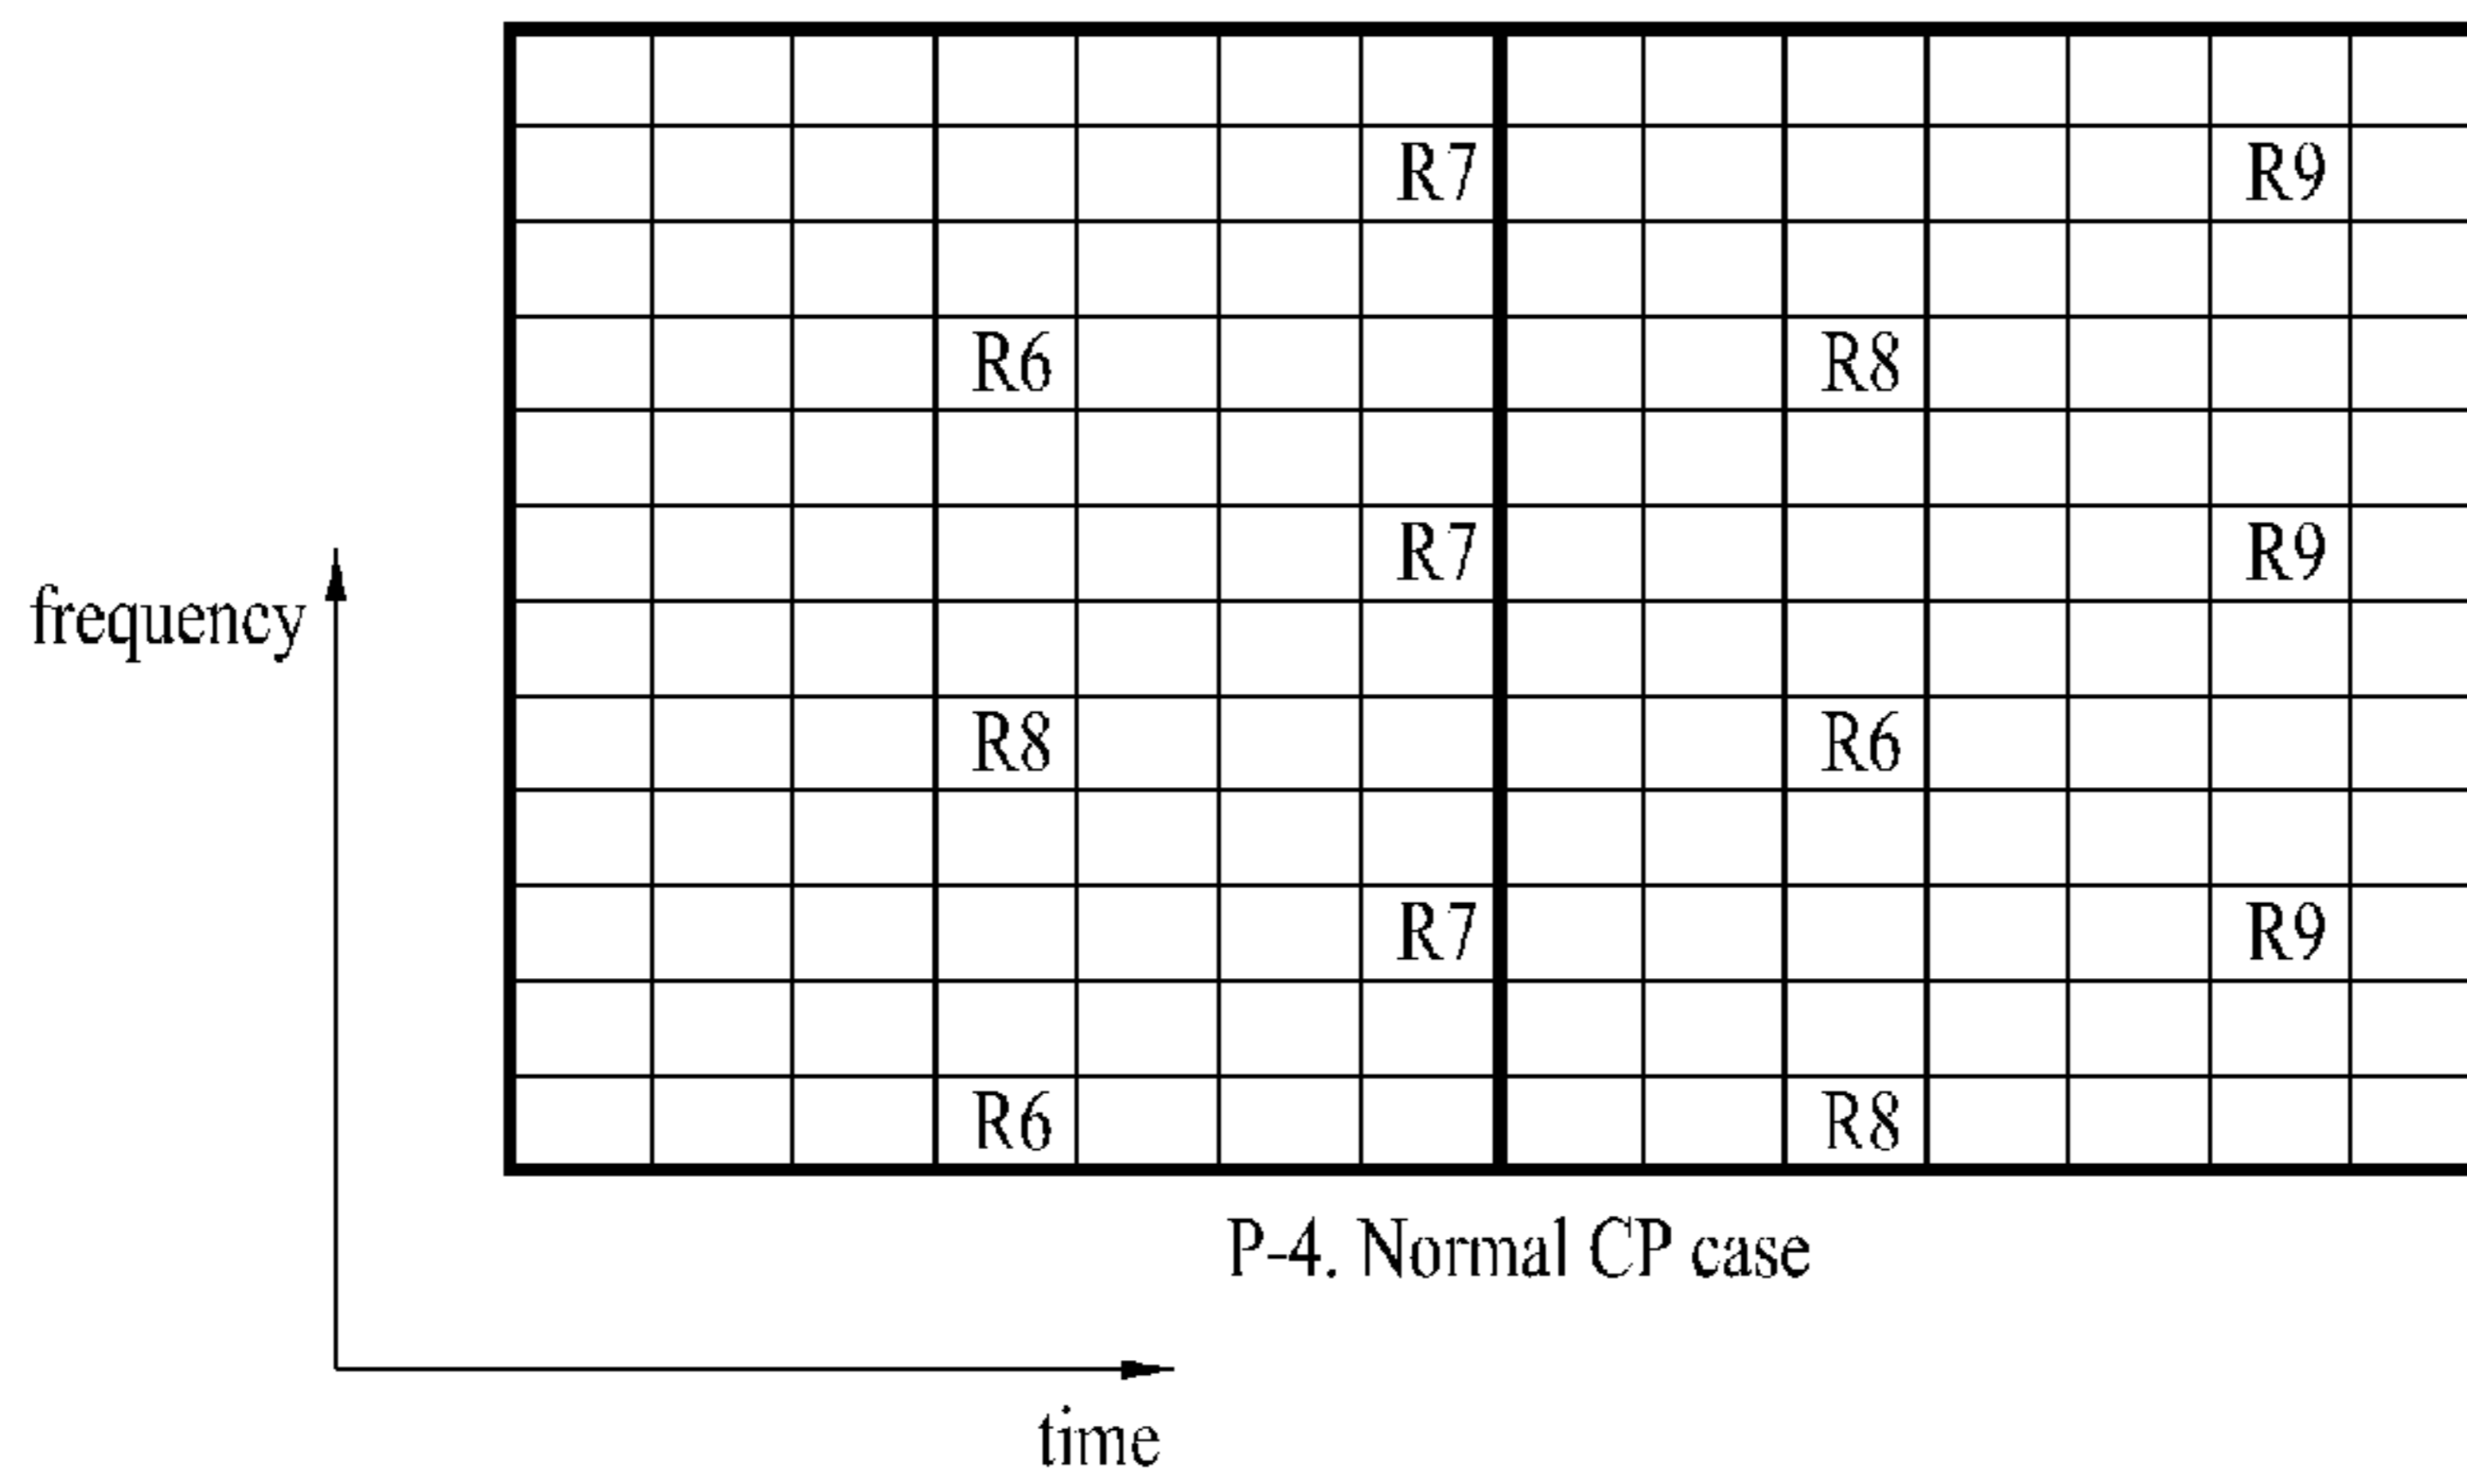 R7 R9
R6 R8
R7 R9
frequency
R8 R6
R7 R9
R6 R8
P-4. Normal CP case
time